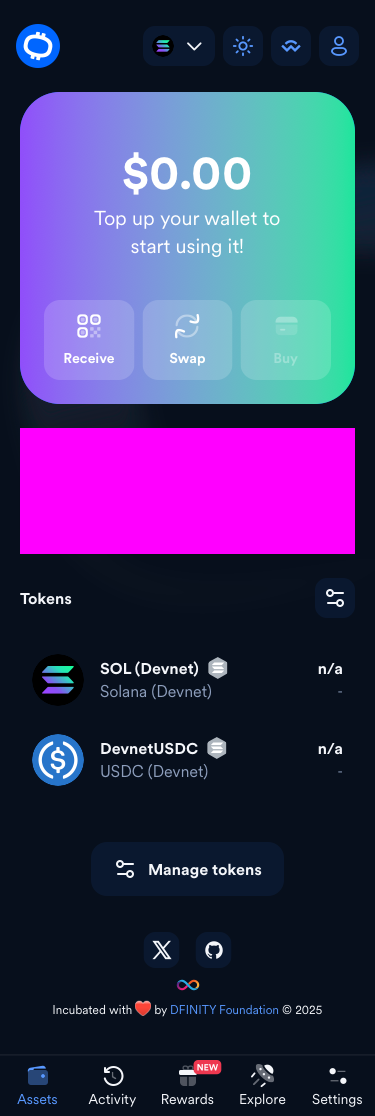 $0.00
Top up your wallet to
start using it!
Receive Swap Buy
Tokens
SOL (Devnet) n/a
Solana (Devnet) -
DevnetUSDC n/a
USDC (Devnet) -
Manage tokens
Incubated with ❤️ by DFINITY Foundation © 2025
NEW
Assets Activity Rewards Explore Settings